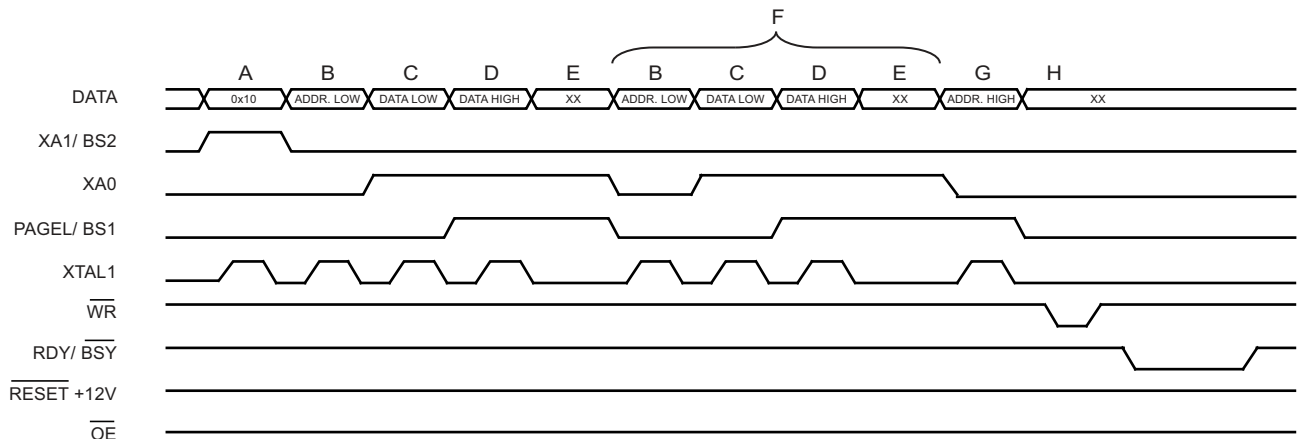 F
A B C D E B C D E G H
DATA 0x10 ADDR. LOW DATA LOW DATA HIGH XX ADDR. LOW DATA LOW DATA HIGH XX ADDR. HIGH XX
XA1/ BS2
XA0
PAGEL/ BS1
XTAL1
WR
RDY/ BSY
RESET +12V
OE